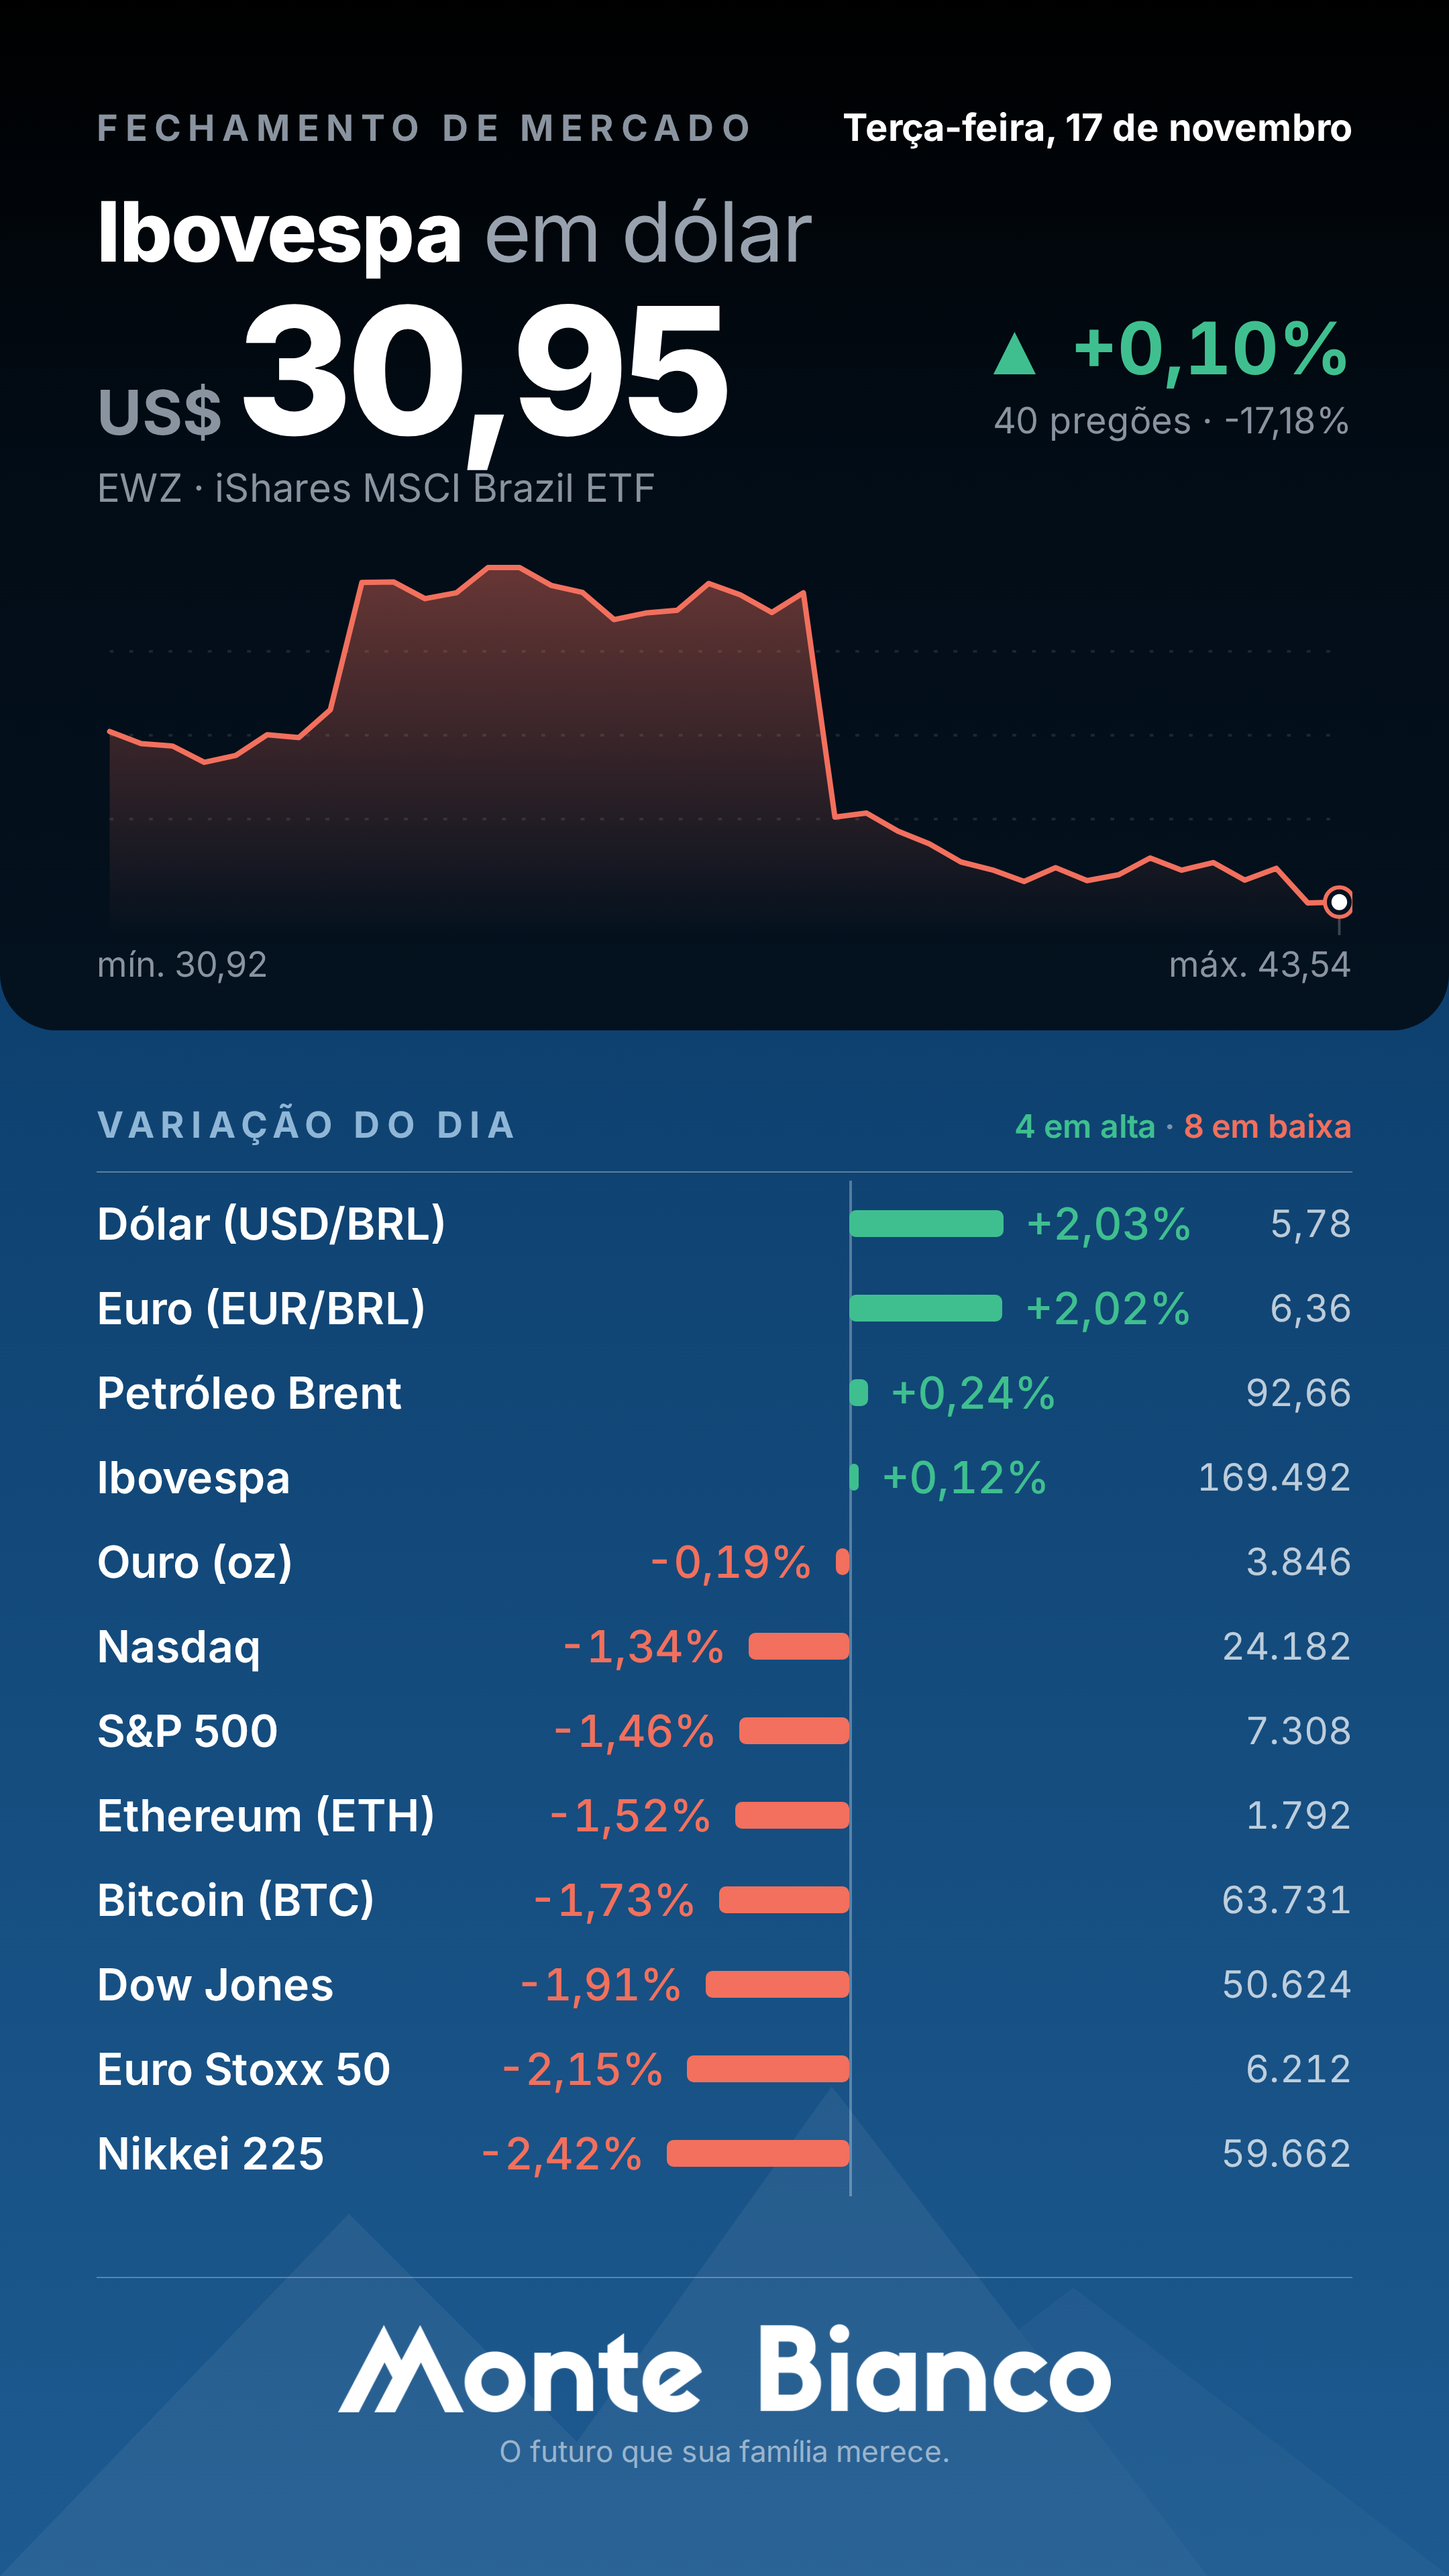 FECHAMENTO DE MERCADO
Terça-feira, 17 de novembro
Ibovespa em dólar
US$ 30,95
▲ +0,10%
40 pregões · -17,18%
EWZ · iShares MSCI Brazil ETF
mín. 30,92
máx. 43,54
VARIAÇÃO DO DIA
4 em alta · 8 em baixa
Dólar (USD/BRL) +2,03% 5,78
Euro (EUR/BRL) +2,02% 6,36
Petróleo Brent +0,24% 92,66
Ibovespa +0,12% 169.492
Ouro (oz) -0,19% 3.846
Nasdaq -1,34% 24.182
S&P 500 -1,46% 7.308
Ethereum (ETH) -1,52% 1.792
Bitcoin (BTC) -1,73% 63.731
Dow Jones -1,91% 50.624
Euro Stoxx 50 -2,15% 6.212
Nikkei 225 -2,42% 59.662
Monte Bianco
O futuro que sua família merece.